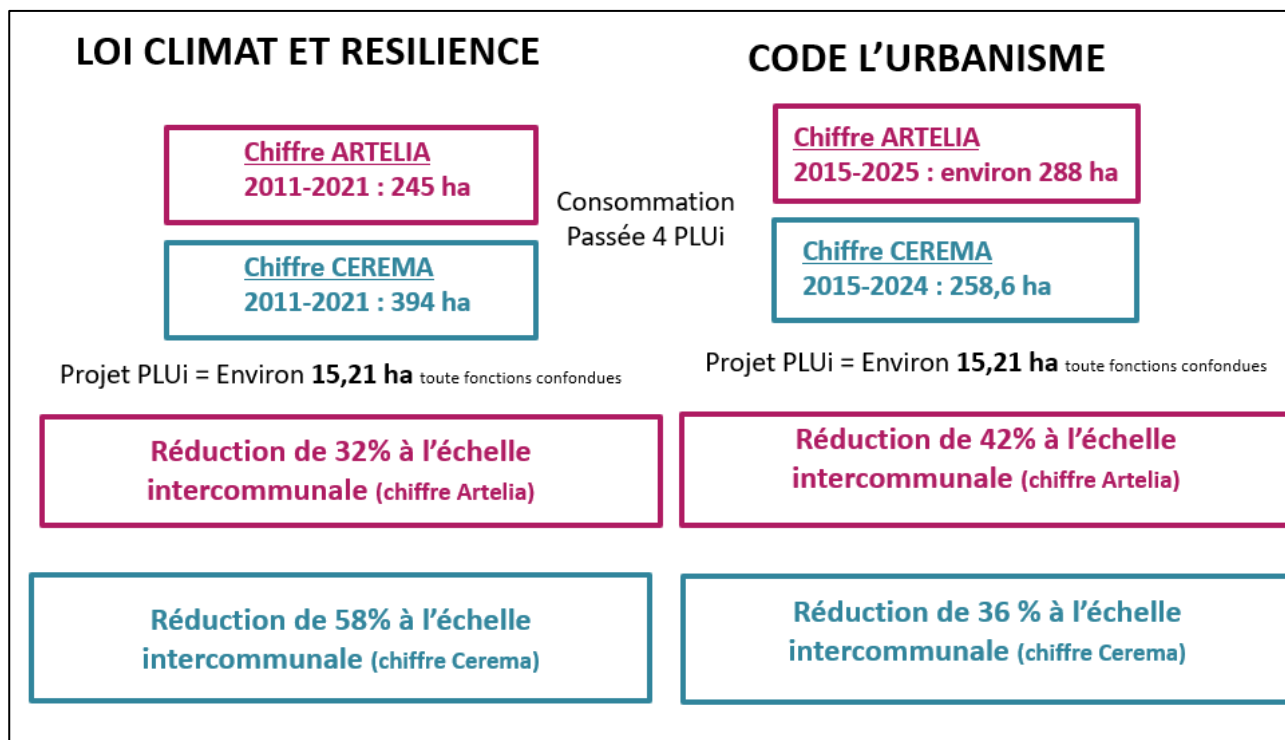 LOI CLIMAT ET RESILIENCE
Chiffre ARTELIA
2011-2021 : 245 ha
Chiffre CEREMA
2011-2021 : 394 ha
Projet PLUi = Environ 15,21 ha toute fonctions confondues
Réduction de 32% à l’échelle
intercommunale (chiffre Artelia)
Réduction de 58% à l’échelle
intercommunale (chiffre Cerema)
Consommation
Passée 4 PLUi
CODE L’URBANISME
Chiffre ARTELIA
2015-2025 : environ 288 ha
Chiffre CEREMA
2015-2024 : 258,6 ha
Projet PLUi = Environ 15,21 ha toute fonctions confondues
Réduction de 42% à l’échelle
intercommunale (chiffre Artelia)
Réduction de 36 % à l’échelle
intercommunale (chiffre Cerema)